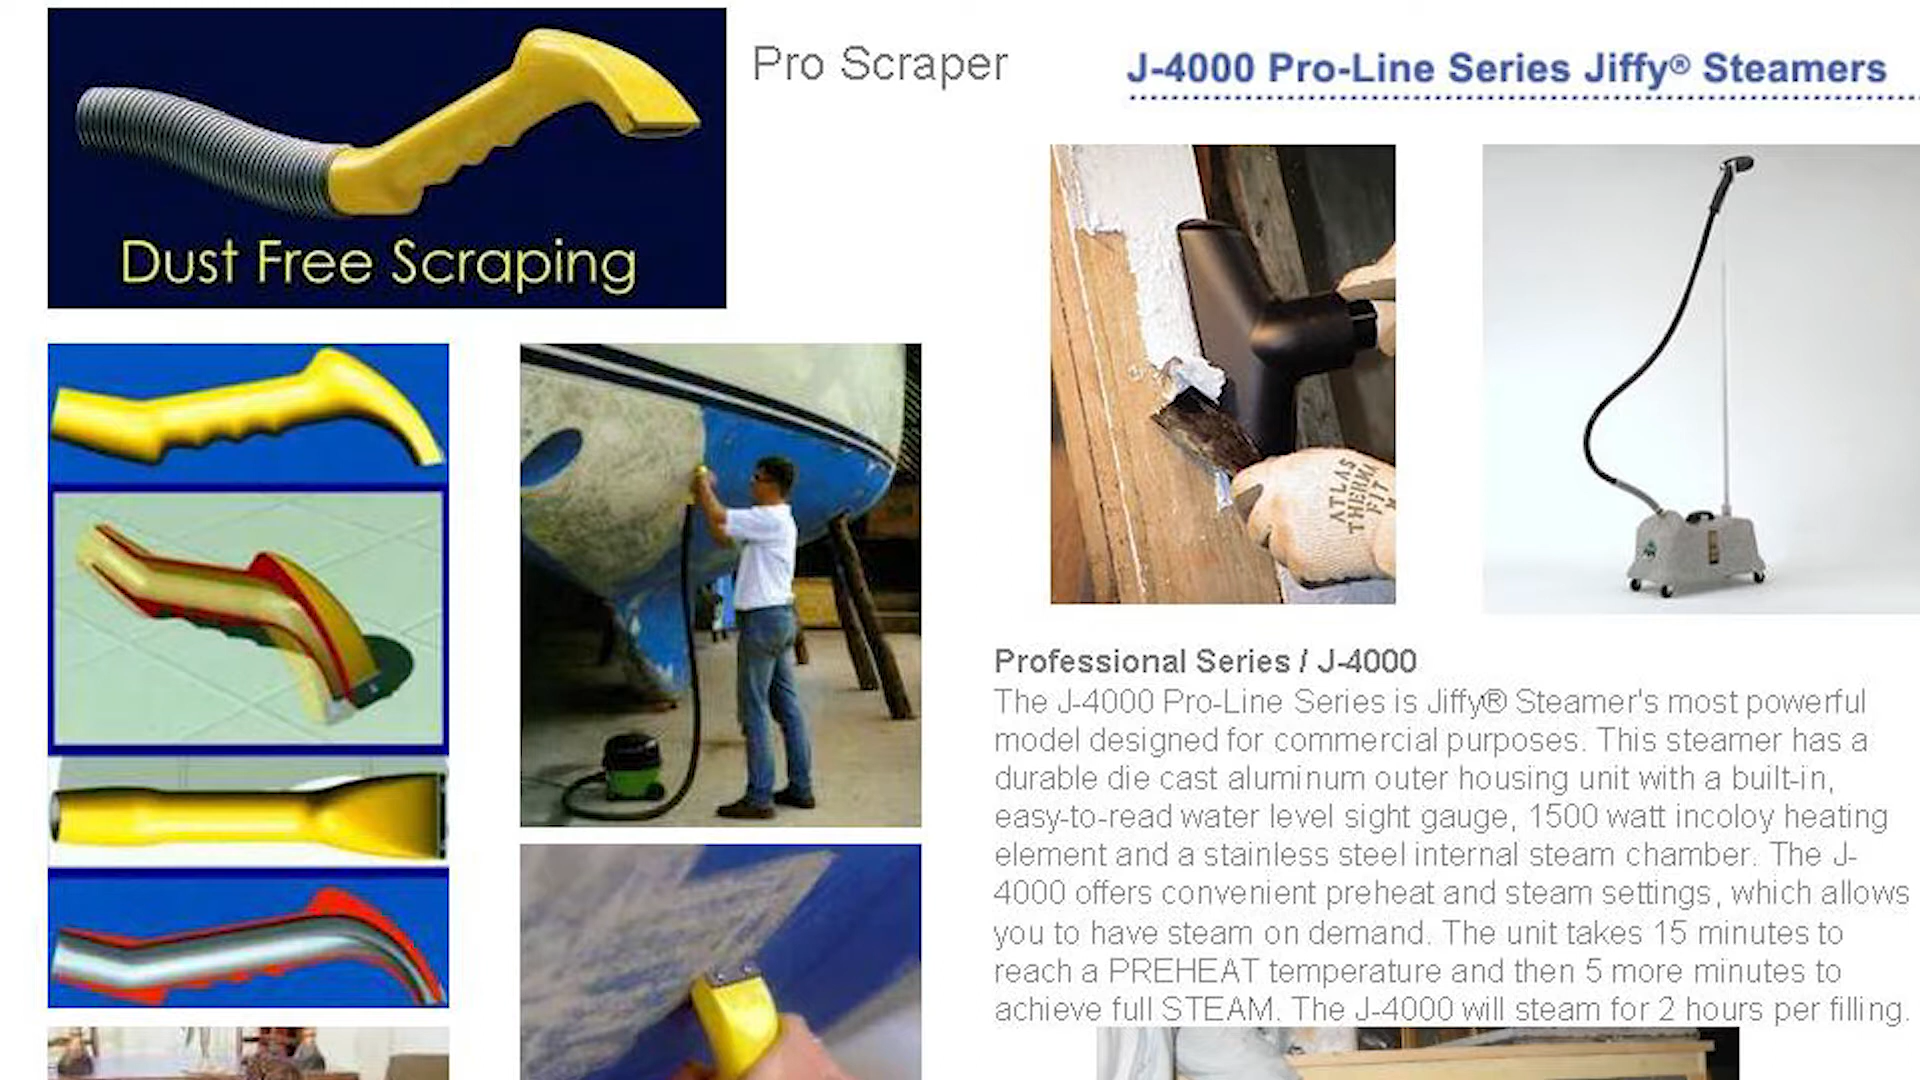 Pro Scraper
Dust Free Scraping
J-4000 Pro-Line Series Jiffy® Steamers
ATLAS
THERMA
FIT
Professional Series / J-4000
The J-4000 Pro-Line Series is Jiffy® Steamer's most powerful
model designed for commercial purposes. This steamer has a
durable die cast aluminum outer housing unit with a built-in,
easy-to-read water level sight gauge, 1500 watt incoloy heating
element and a stainless steel internal steam chamber. The J-
4000 offers convenient preheat and steam settings, which allows
you to have steam on demand. The unit takes 15 minutes to
reach a PREHEAT temperature and then 5 more minutes to
achieve full STEAM. The J-4000 will steam for 2 hours per filling.